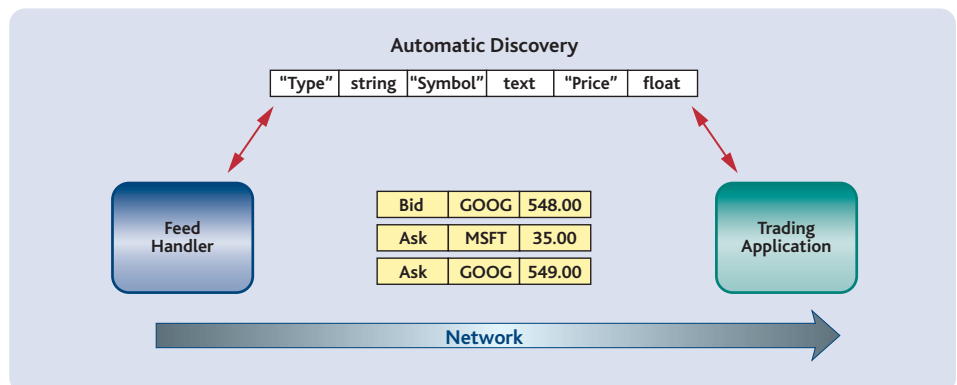 Automatic Discovery
“Type” string “Symbol” text “Price” float
Feed
Handler
Bid GOOG 548.00
Ask MSFT 35.00
Ask GOOG 549.00
Trading
Application
Network